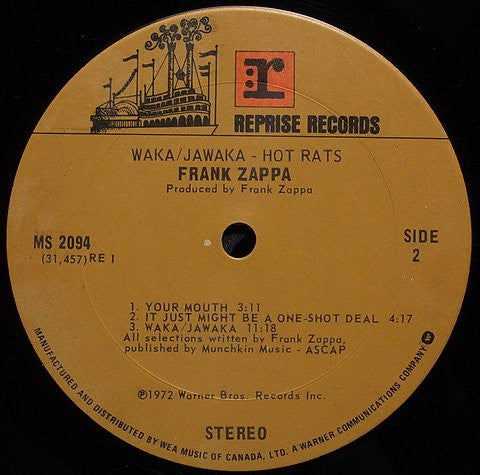 r
REPRISE RECORDS
WAKA/JAWAKA - HOT RATS
FRANK ZAPPA
Produced by Frank Zappa
MS 2094
(31,457) RE 1
SIDE
2
1. YOUR MOUTH 3:11
2. IT JUST MIGHT BE A ONE-SHOT DEAL 4:17
3. WAKA/JAWAKA 11:18
All selections written by Frank Zappa,
published by Munchkin Music - ASCAP
℗1972 Warner Bros. Records Inc.
STEREO
MANUFACTURED AND DISTRIBUTED BY WEA MUSIC OF CANADA, LTD. A WARNER COMMUNICATIONS COMPANY